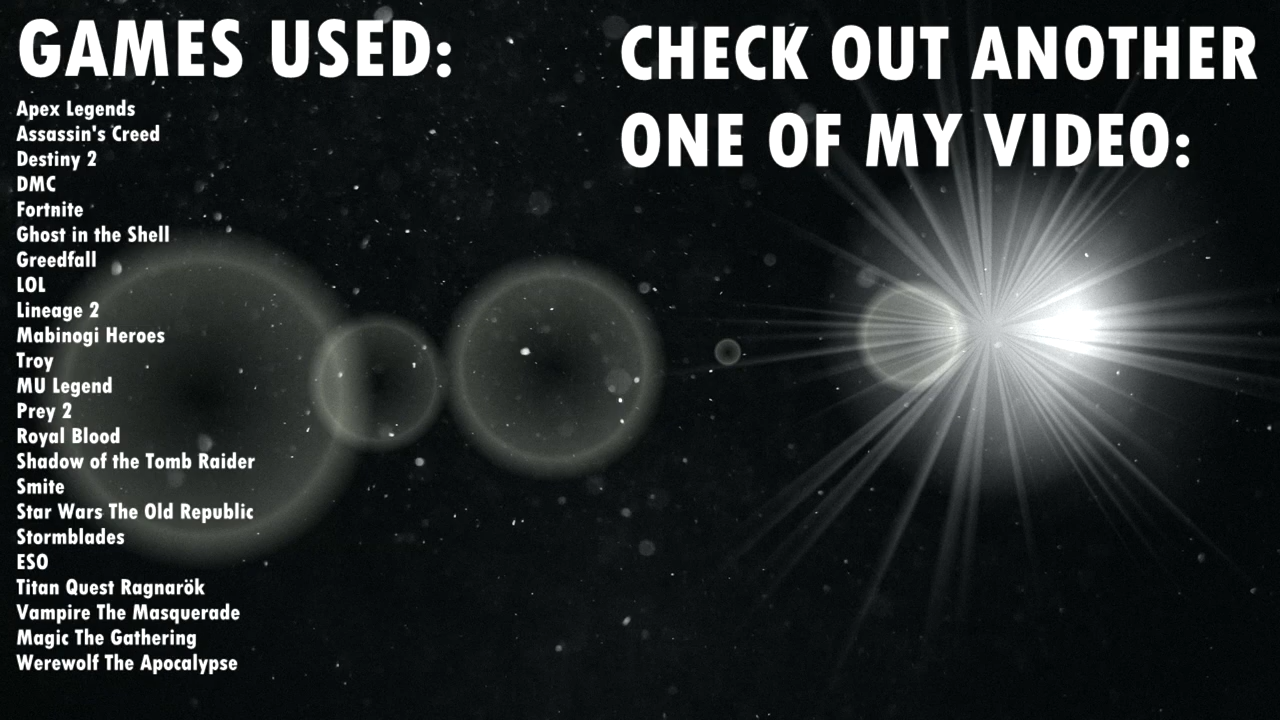 GAMES USED:
Apex Legends
Assassin's Creed
Destiny 2
DMC
Fortnite
Ghost in the Shell
Greedfall
LOL
Lineage 2
Mabinogi Heroes
Troy
MU Legend
Prey 2
Royal Blood
Shadow of the Tomb Raider
Smite
Star Wars The Old Republic
Stormblades
ESO
Titan Quest Ragnarök
Vampire The Masquerade
Magic The Gathering
Werewolf The Apocalypse
CHECK OUT ANOTHER
ONE OF MY VIDEO: